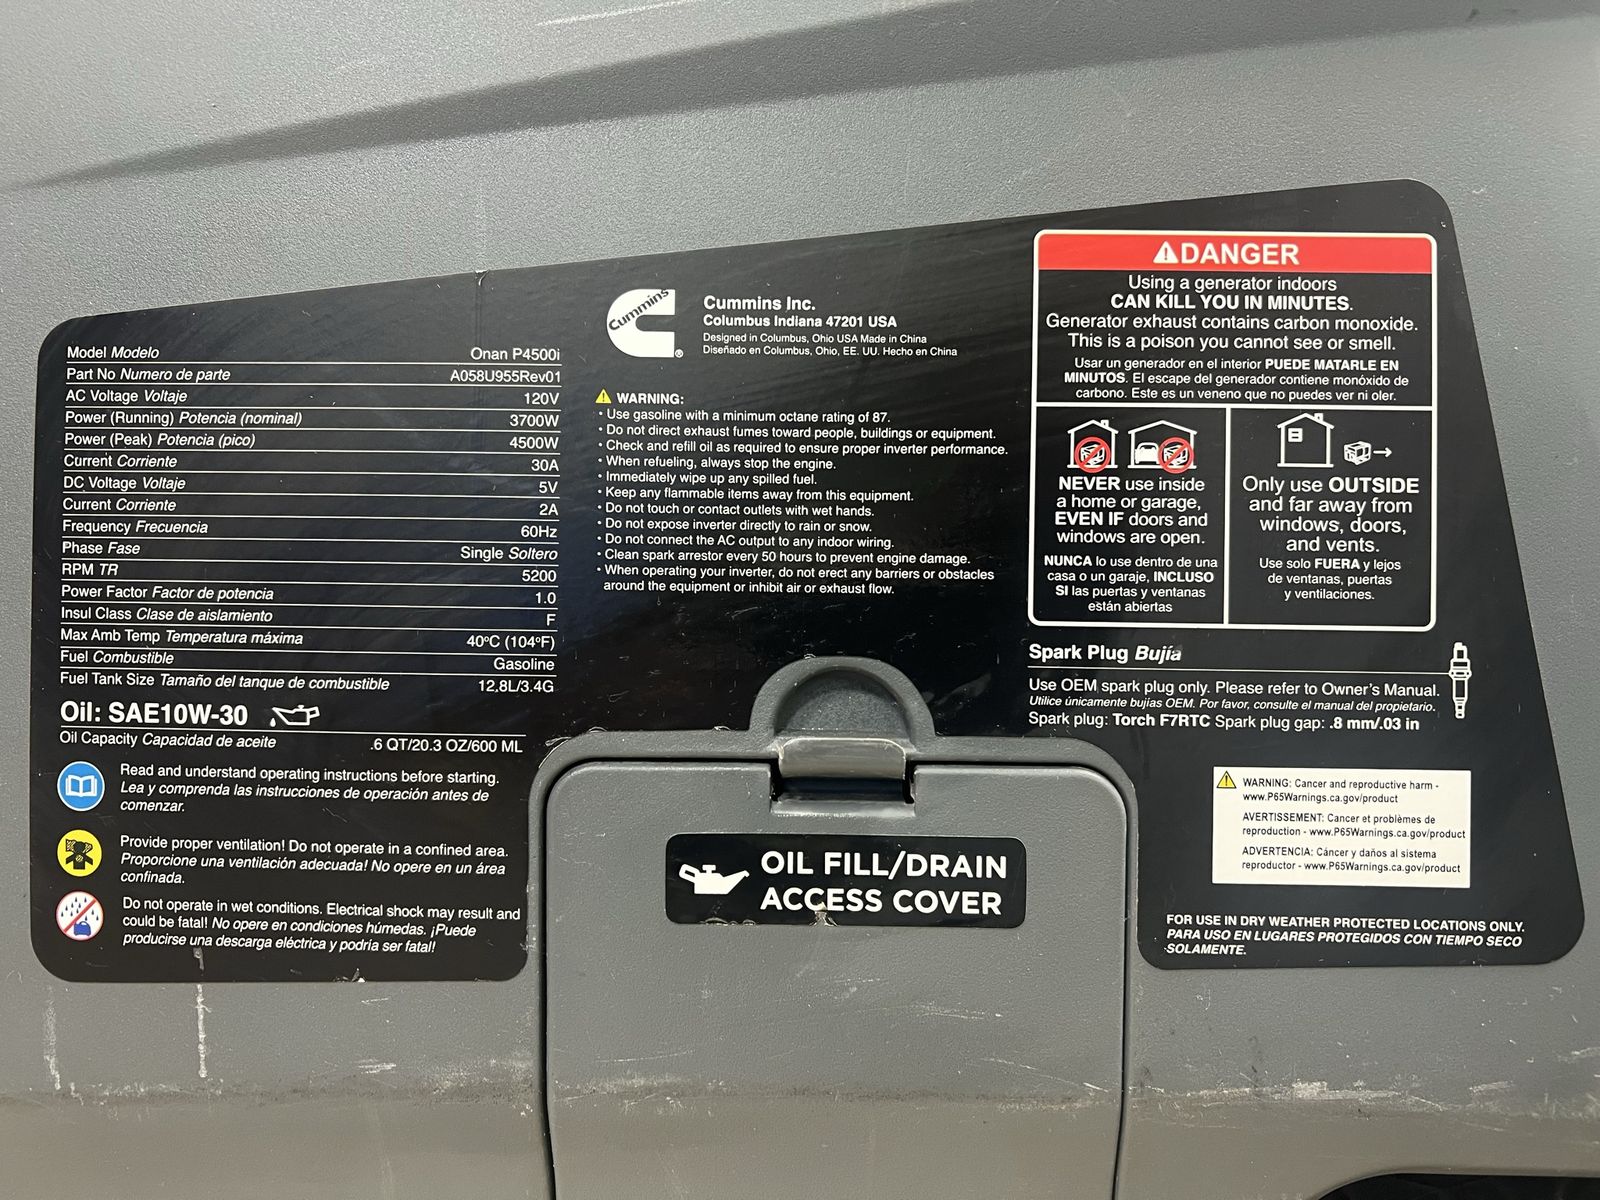 Model Modelo Onan P4500i
Part No Numero de parte A058U955Rev01
AC Voltage Voltaje 120V
Power (Running) Potencia (nominal) 3700W
Power (Peak) Potencia (pico) 4500W
Current Corriente 30A
DC Voltage Voltaje 5V
Current Corriente 2A
Frequency Frecuencia 60Hz
Phase Fase Single Soltero
RPM TR 5200
Power Factor Factor de potencia 1.0
Insul Class Clase de aislamiento F
Max Amb Temp Temperatura máxima 40ºC (104ºF)
Fuel Combustible Gasoline
Fuel Tank Size Tamaño del tanque de combustible 12,8L/3.4G
Oil: SAE10W-30
Oil Capacity Capacidad de aceite .6 QT/20.3 OZ/600 ML
Read and understand operating instructions before starting.
Lea y comprenda las instrucciones de operación antes de
comenzar.
Provide proper ventilation! Do not operate in a confined area.
Proporcione una ventilación adecuada! No opere en un área
confinada.
Do not operate in wet conditions. Electrical shock may result and
could be fatal! No opere en condiciones húmedas. ¡Puede
producirse una descarga eléctrica y podria ser fatal!
Cummins
®
Cummins Inc.
Columbus Indiana 47201 USA
Designed in Columbus, Ohio USA Made in China
Diseñado en Columbus, Ohio, EE. UU. Hecho en China
WARNING:
• Use gasoline with a minimum octane rating of 87.
• Do not direct exhaust fumes toward people, buildings or equipment.
• Check and refill oil as required to ensure proper inverter performance.
• When refueling, always stop the engine.
• Immediately wipe up any spilled fuel.
• Keep any flammable items away from this equipment.
• Do not touch or contact outlets with wet hands.
• Do not expose inverter directly to rain or snow.
• Do not connect the AC output to any indoor wiring.
• Clean spark arrestor every 50 hours to prevent engine damage.
• When operating your inverter, do not erect any barriers or obstacles
around the equipment or inhibit air or exhaust flow.
OIL FILL/DRAIN
ACCESS COVER
DANGER
Using a generator indoors
CAN KILL YOU IN MINUTES.
Generator exhaust contains carbon monoxide.
This is a poison you cannot see or smell.
Usar un generador en el interior PUEDE MATARLE EN
MINUTOS. El escape del generador contiene monóxido de
carbono. Este es un veneno que no puedes ver ni oler.
NEVER use inside
a home or garage,
EVEN IF doors and
windows are open.
NUNCA lo use dentro de una
casa o un garaje, INCLUSO
SI las puertas y ventanas
están abiertas
Only use OUTSIDE
and far away from
windows, doors,
and vents.
Use solo FUERA y lejos
de ventanas, puertas
y ventilaciones.
Spark Plug Bujía
Use OEM spark plug only. Please refer to Owner's Manual.
Utilice únicamente bujías OEM. Por favor, consulte el manual del propietario.
Spark plug: Torch F7RTC Spark plug gap: .8 mm/.03 in
WARNING: Cancer and reproductive harm -
www.P65Warnings.ca.gov/product
AVERTISSEMENT: Cancer et problèmes de
reproduction - www.P65Warnings.ca.gov/product
ADVERTENCIA: Cáncer y daños al sistema
reproductor - www.P65Warnings.ca.gov/product
FOR USE IN DRY WEATHER PROTECTED LOCATIONS ONLY.
PARA USO EN LUGARES PROTEGIDOS CON TIEMPO SECO
SOLAMENTE.